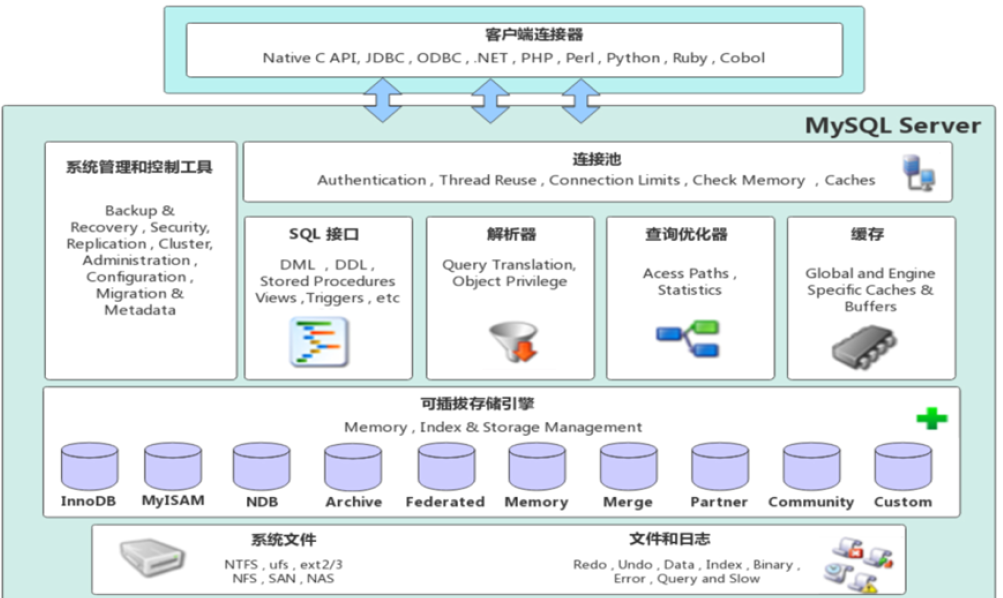 客户端连接器
Native C API, JDBC , ODBC , .NET , PHP , Perl , Python , Ruby , Cobol
MySQL Server
系统管理和控制工具
Backup &
Recovery , Security,
Replication , Cluster,
Administration ,
Configuration ,
Migration &
Metadata
连接池
Authentication , Thread Reuse , Connection Limits , Check Memory , Caches
SQL 接口
DML , DDL ,
Stored Procedures
Views ,Triggers , etc
解析器
Query Translation,
Object Privilege
查询优化器
Acess Paths ,
Statistics
缓存
Global and Engine
Specific Caches &
Buffers
可插拔存储引擎
Memory , Index & Storage Management
InnoDB
MyISAM
NDB
Archive
Federated
Memory
Merge
Partner
Community
Custom
系统文件
NTFS , ufs , ext2/3
NFS , SAN , NAS
文件和日志
Redo , Undo , Data , Index , Binary ,
Error , Query and Slow